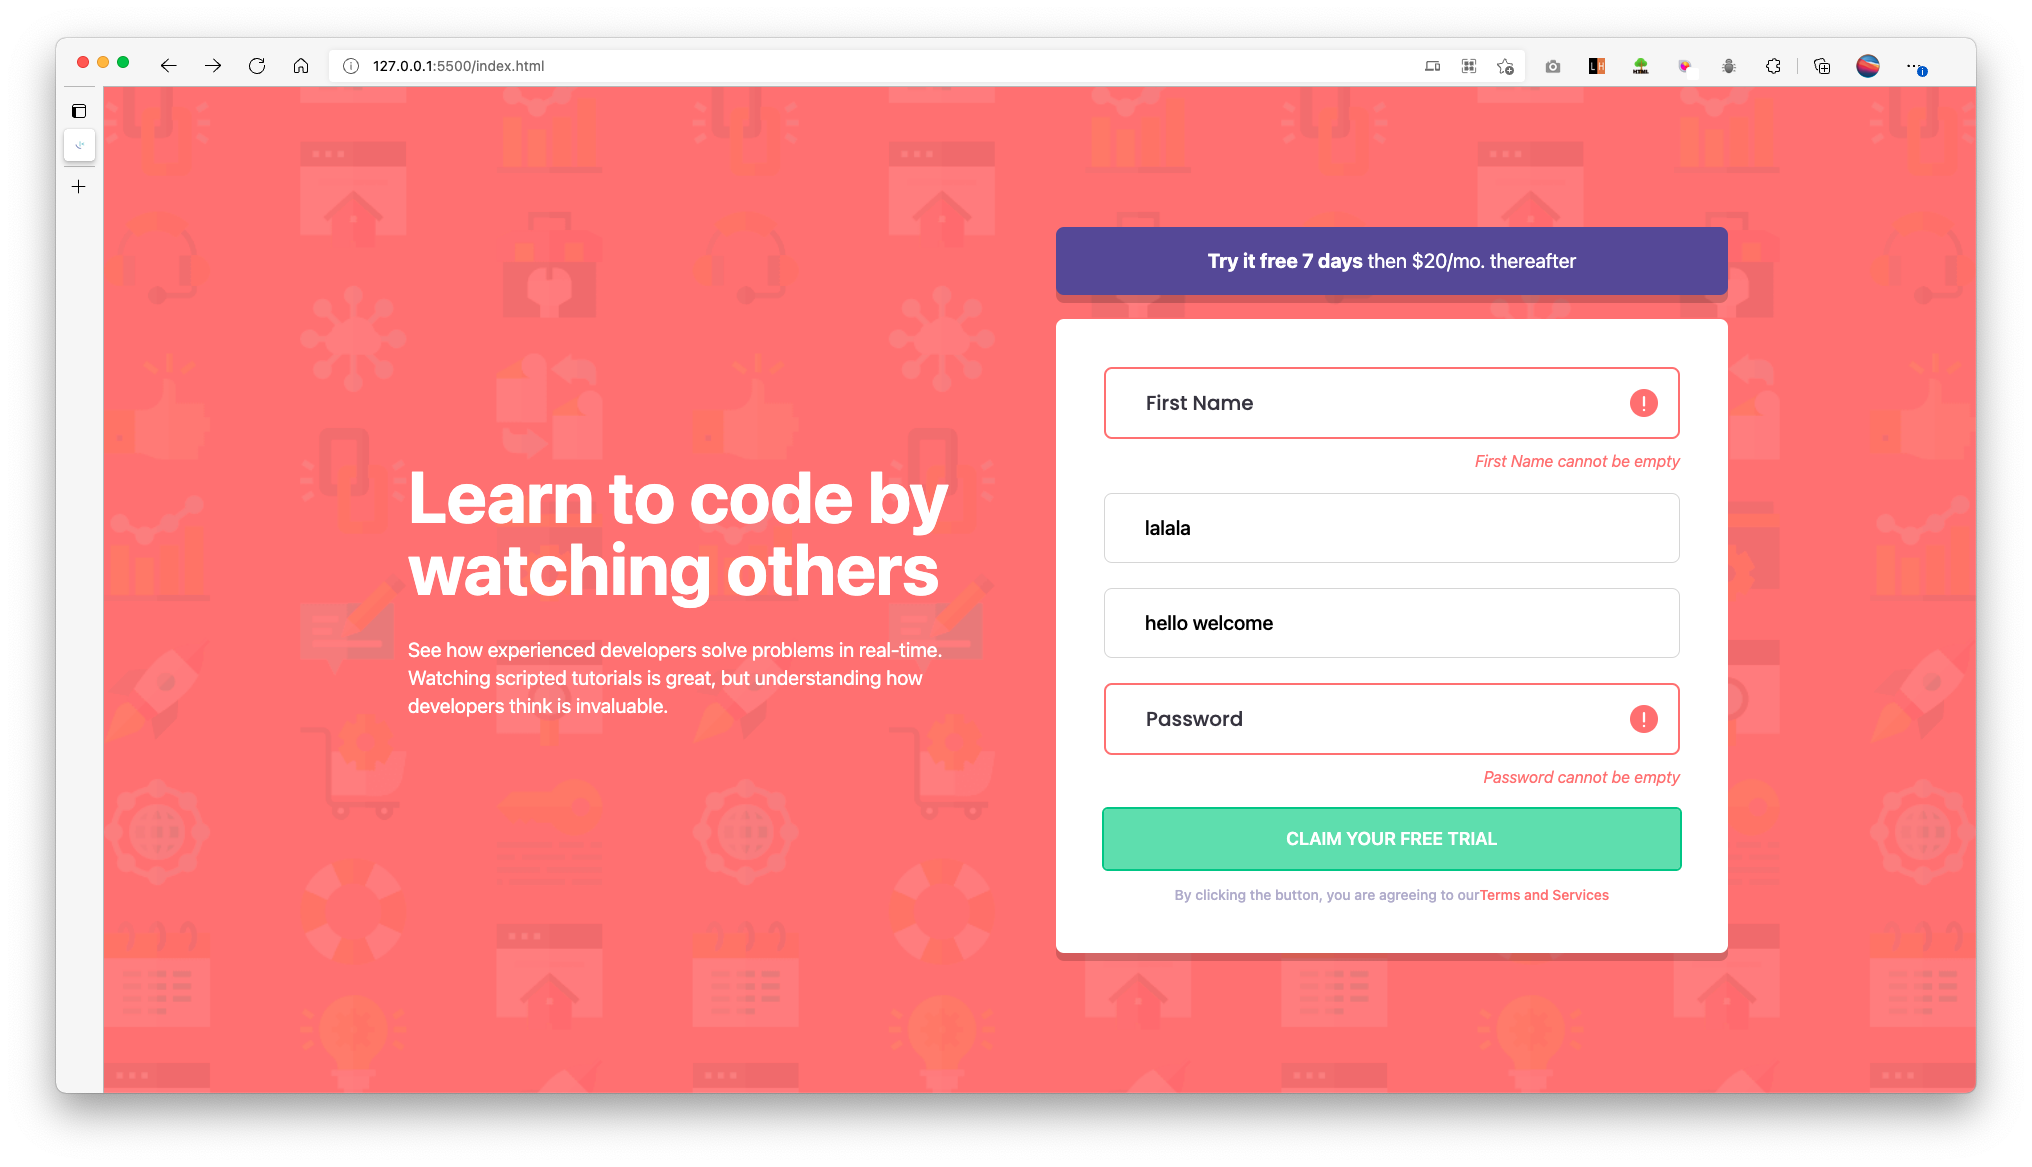 127.0.0.1:5500/index.html
Try it free 7 days then $20/mo. thereafter
First Name
First Name cannot be empty
lalala
hello welcome
Password
Password cannot be empty
CLAIM YOUR FREE TRIAL
By clicking the button, you are agreeing to ourTerms and Services
Learn to code by
watching others
See how experienced developers solve problems in real-time.
Watching scripted tutorials is great, but understanding how
developers think is invaluable.